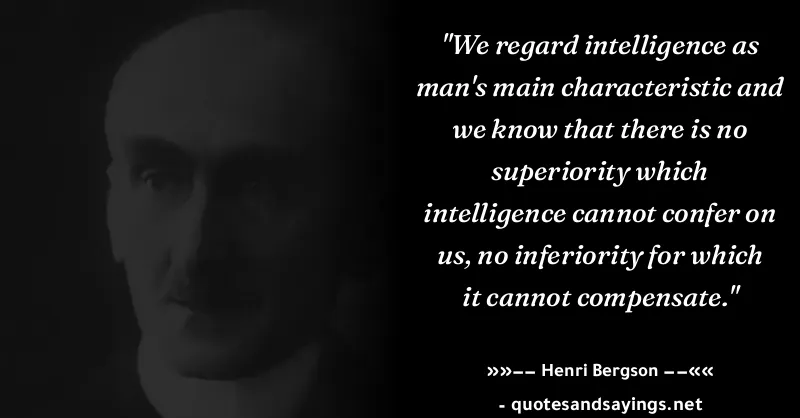 "We regard intelligence as
man's main characteristic and
we know that there is no
superiority which
intelligence cannot confer on
us, no inferiority for which
it cannot compensate."
»»−− Henri Bergson −−««
- quotesandsayings.net